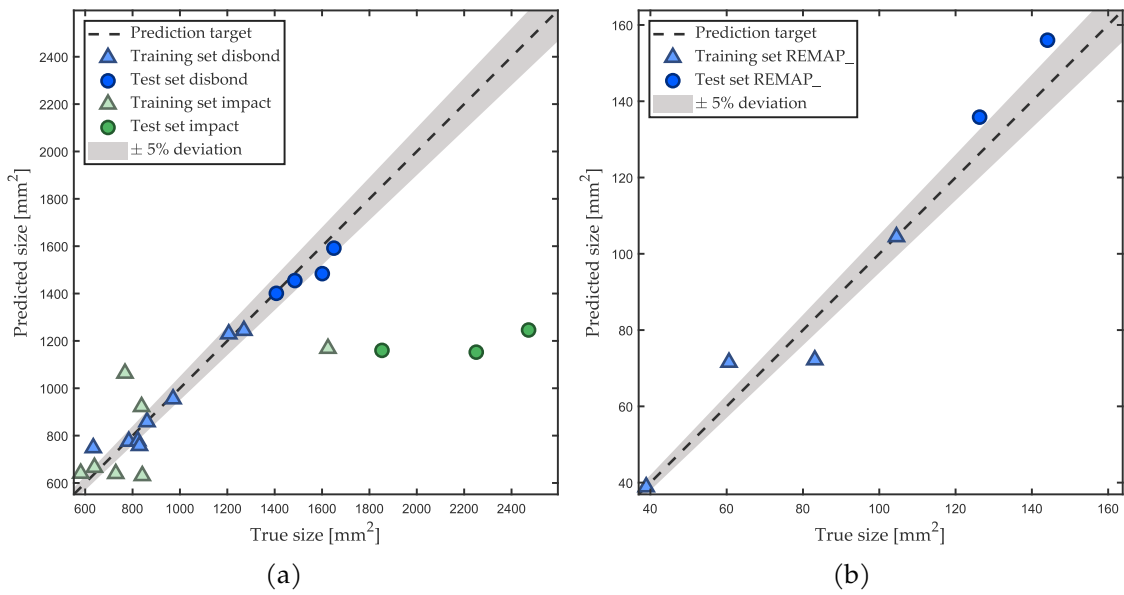 Prediction target
Training set disbond
Test set disbond
Training set impact
Test set impact
± 5% deviation
2400
2200
2000
1800
1600
1400
1200
1000
800
600
Predicted size [mm²]
600 800 1000 1200 1400 1600 1800 2000 2200 2400
True size [mm²]
(a)
Prediction target
Training set REMAP_
Test set REMAP_
± 5% deviation
160
140
120
100
80
60
40
Predicted size [mm²]
40 60 80 100 120 140 160
True size [mm²]
(b)